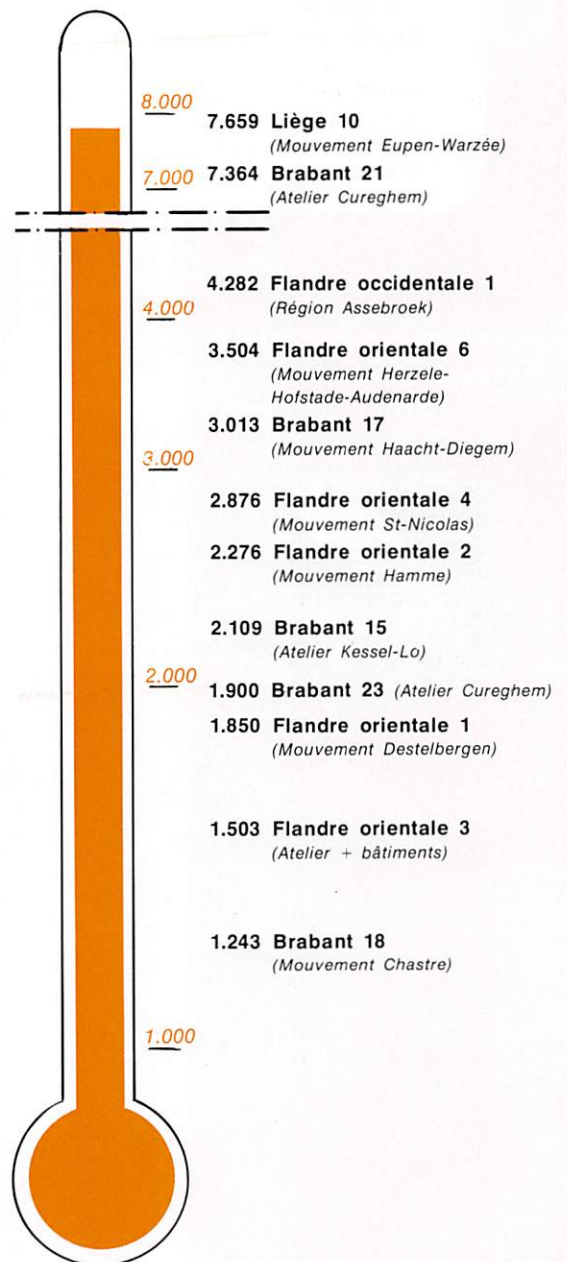 8.000
7.659 Liège 10
(Mouvement Eupen-Warzée)
7.000
7.364 Brabant 21
(Atelier Cureghem)
4.282 Flandre occidentale 1
4.000
(Région Assebroek)
3.504 Flandre orientale 6
(Mouvement Herzele-
Hofstade-Audenarde)
3.013 Brabant 17
(Mouvement Haacht-Diegem)
3.000
2.876 Flandre orientale 4
(Mouvement St-Nicolas)
2.276 Flandre orientale 2
(Mouvement Hamme)
2.109 Brabant 15
(Atelier Kessel-Lo)
2.000
1.900 Brabant 23 (Atelier Cureghem)
1.850 Flandre orientale 1
(Mouvement Destelbergen)
1.503 Flandre orientale 3
(Atelier + bâtiments)
1.243 Brabant 18
(Mouvement Chastre)
1.000